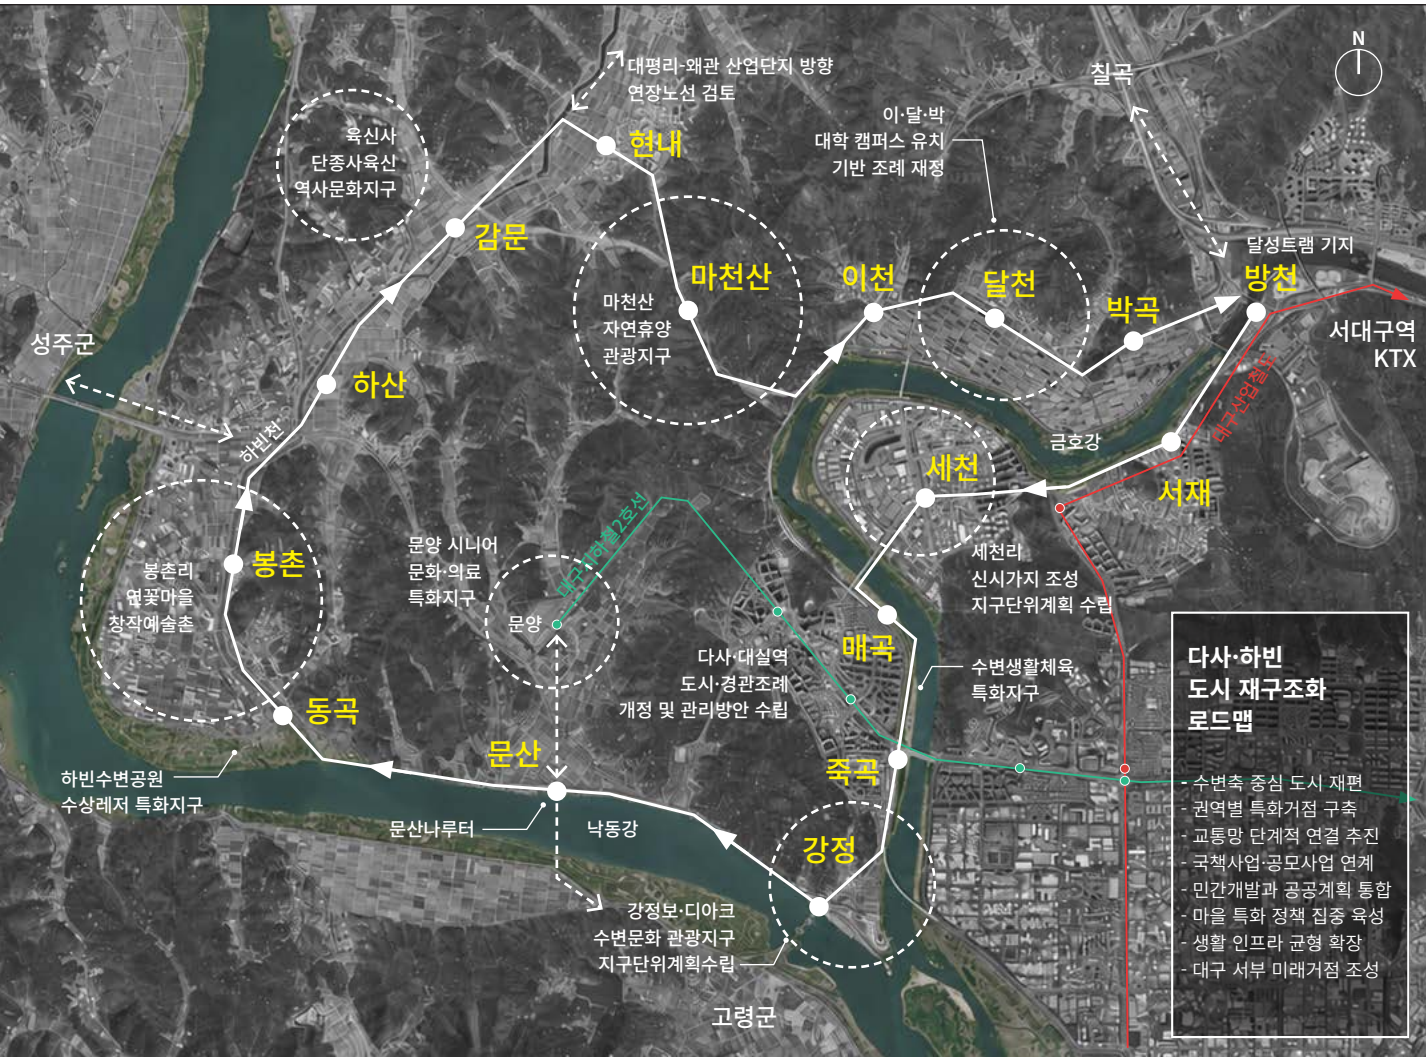 N
대평리-왜관 산업단지 방향
연장노선 검토
칠곡
이·달·박
대학 캠퍼스 유치
기반 조례 재정
육신사
단종사육신
역사문화지구
현내
감문
달성트램 기지
방천
마천산
이천
달천
박곡
마천산
자연휴양
관광지구
서대구역
KTX
성주군
하산
하빈천
대구산업철도
금호강
세천
서재
대구지하철2호선
문양 시니어
문화·의료
특화지구
문양
봉촌
봉촌리
연꽃마을
창작예술촌
세천리
신시가지 조성
지구단위계획 수립
매곡
다사·대실역
도시·경관조례
개정 및 관리방안 수립
수변생활체육
특화지구
동곡
문산
죽곡
하빈수변공원
수상레저 특화지구
문산나루터
낙동강
강정
강정보·디아크
수변문화 관광지구
지구단위계획수립
고령군
다사·하빈
도시 재구조화
로드맵
- 수변축 중심 도시 재편
- 권역별 특화거점 구축
- 교통망 단계적 연결 추진
- 국책사업·공모사업 연계
- 민간개발과 공공계획 통합
- 마을 특화 정책 집중 육성
- 생활 인프라 균형 확장
- 대구 서부 미래거점 조성